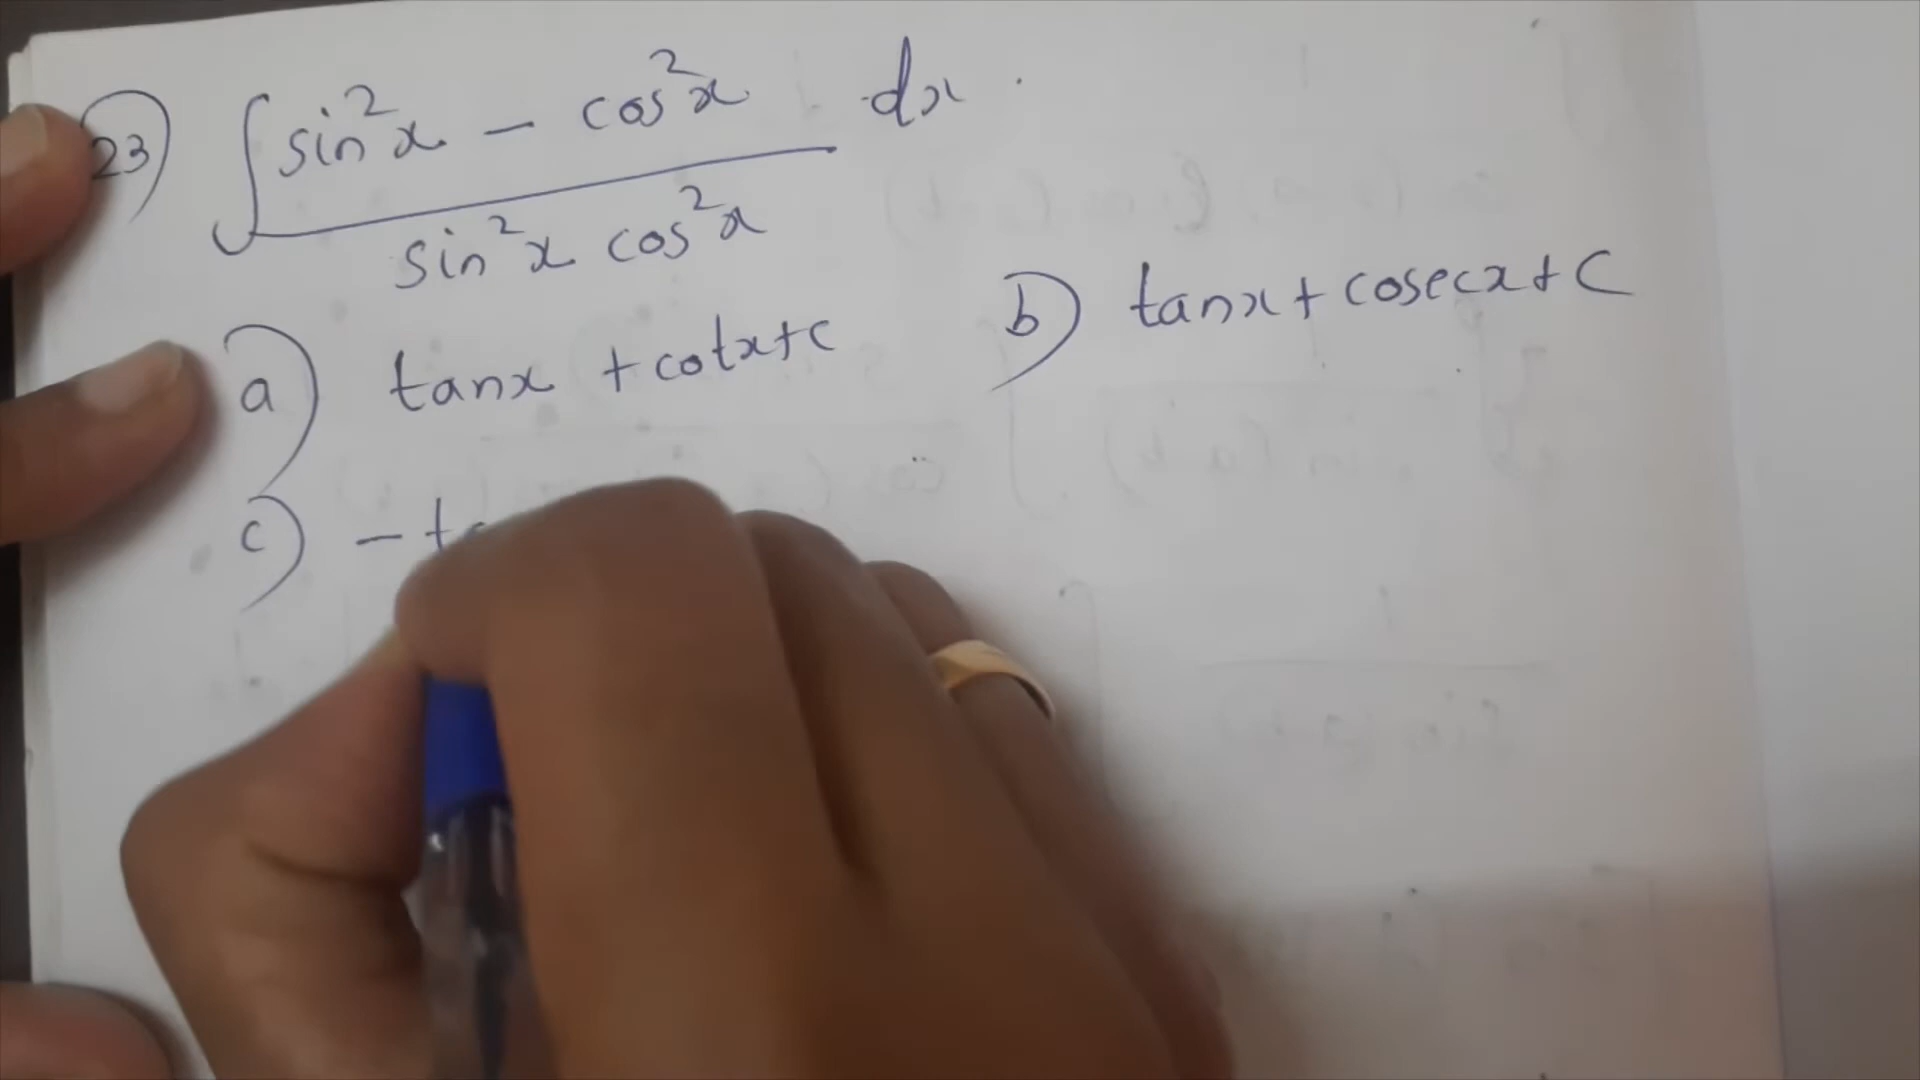 23) ∫ sin²x - cos²x dx
sin²x cos²x
a) tanx + cotx + c b) tanx + cosecx + c
c) -